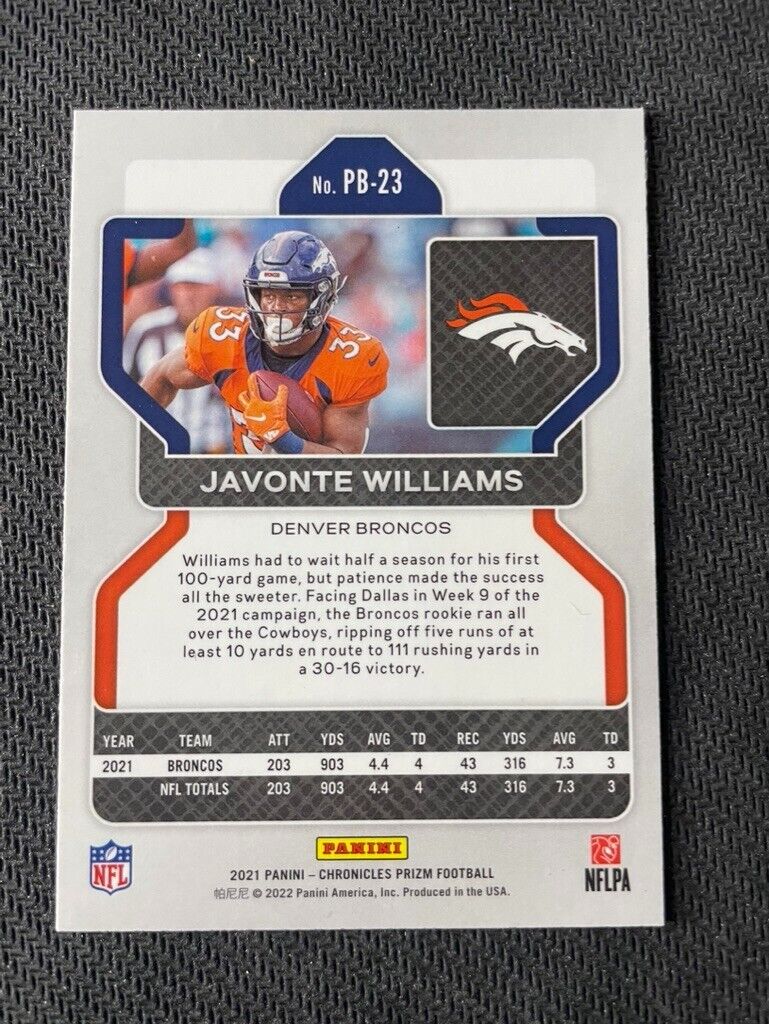 No. PB-23
33
33
BRONCOS
JAVONTE WILLIAMS
DENVER BRONCOS
Williams had to wait half a season for his first
100-yard game, but patience made the success
all the sweeter. Facing Dallas in Week 9 of the
2021 campaign, the Broncos rookie ran all
over the Cowboys, ripping off five runs of at
least 10 yards en route to 111 rushing yards in
a 30-16 victory.
YEAR TEAM ATT YDS AVG TD REC YDS AVG TD
2021 BRONCOS 203 903 4.4 4 43 316 7.3 3
NFL TOTALS 203 903 4.4 4 43 316 7.3 3
NFL
PANINI
NFLPA
2021 PANINI – CHRONICLES PRIZM FOOTBALL
帕尼尼 © 2022 Panini America, Inc. Produced in the USA.